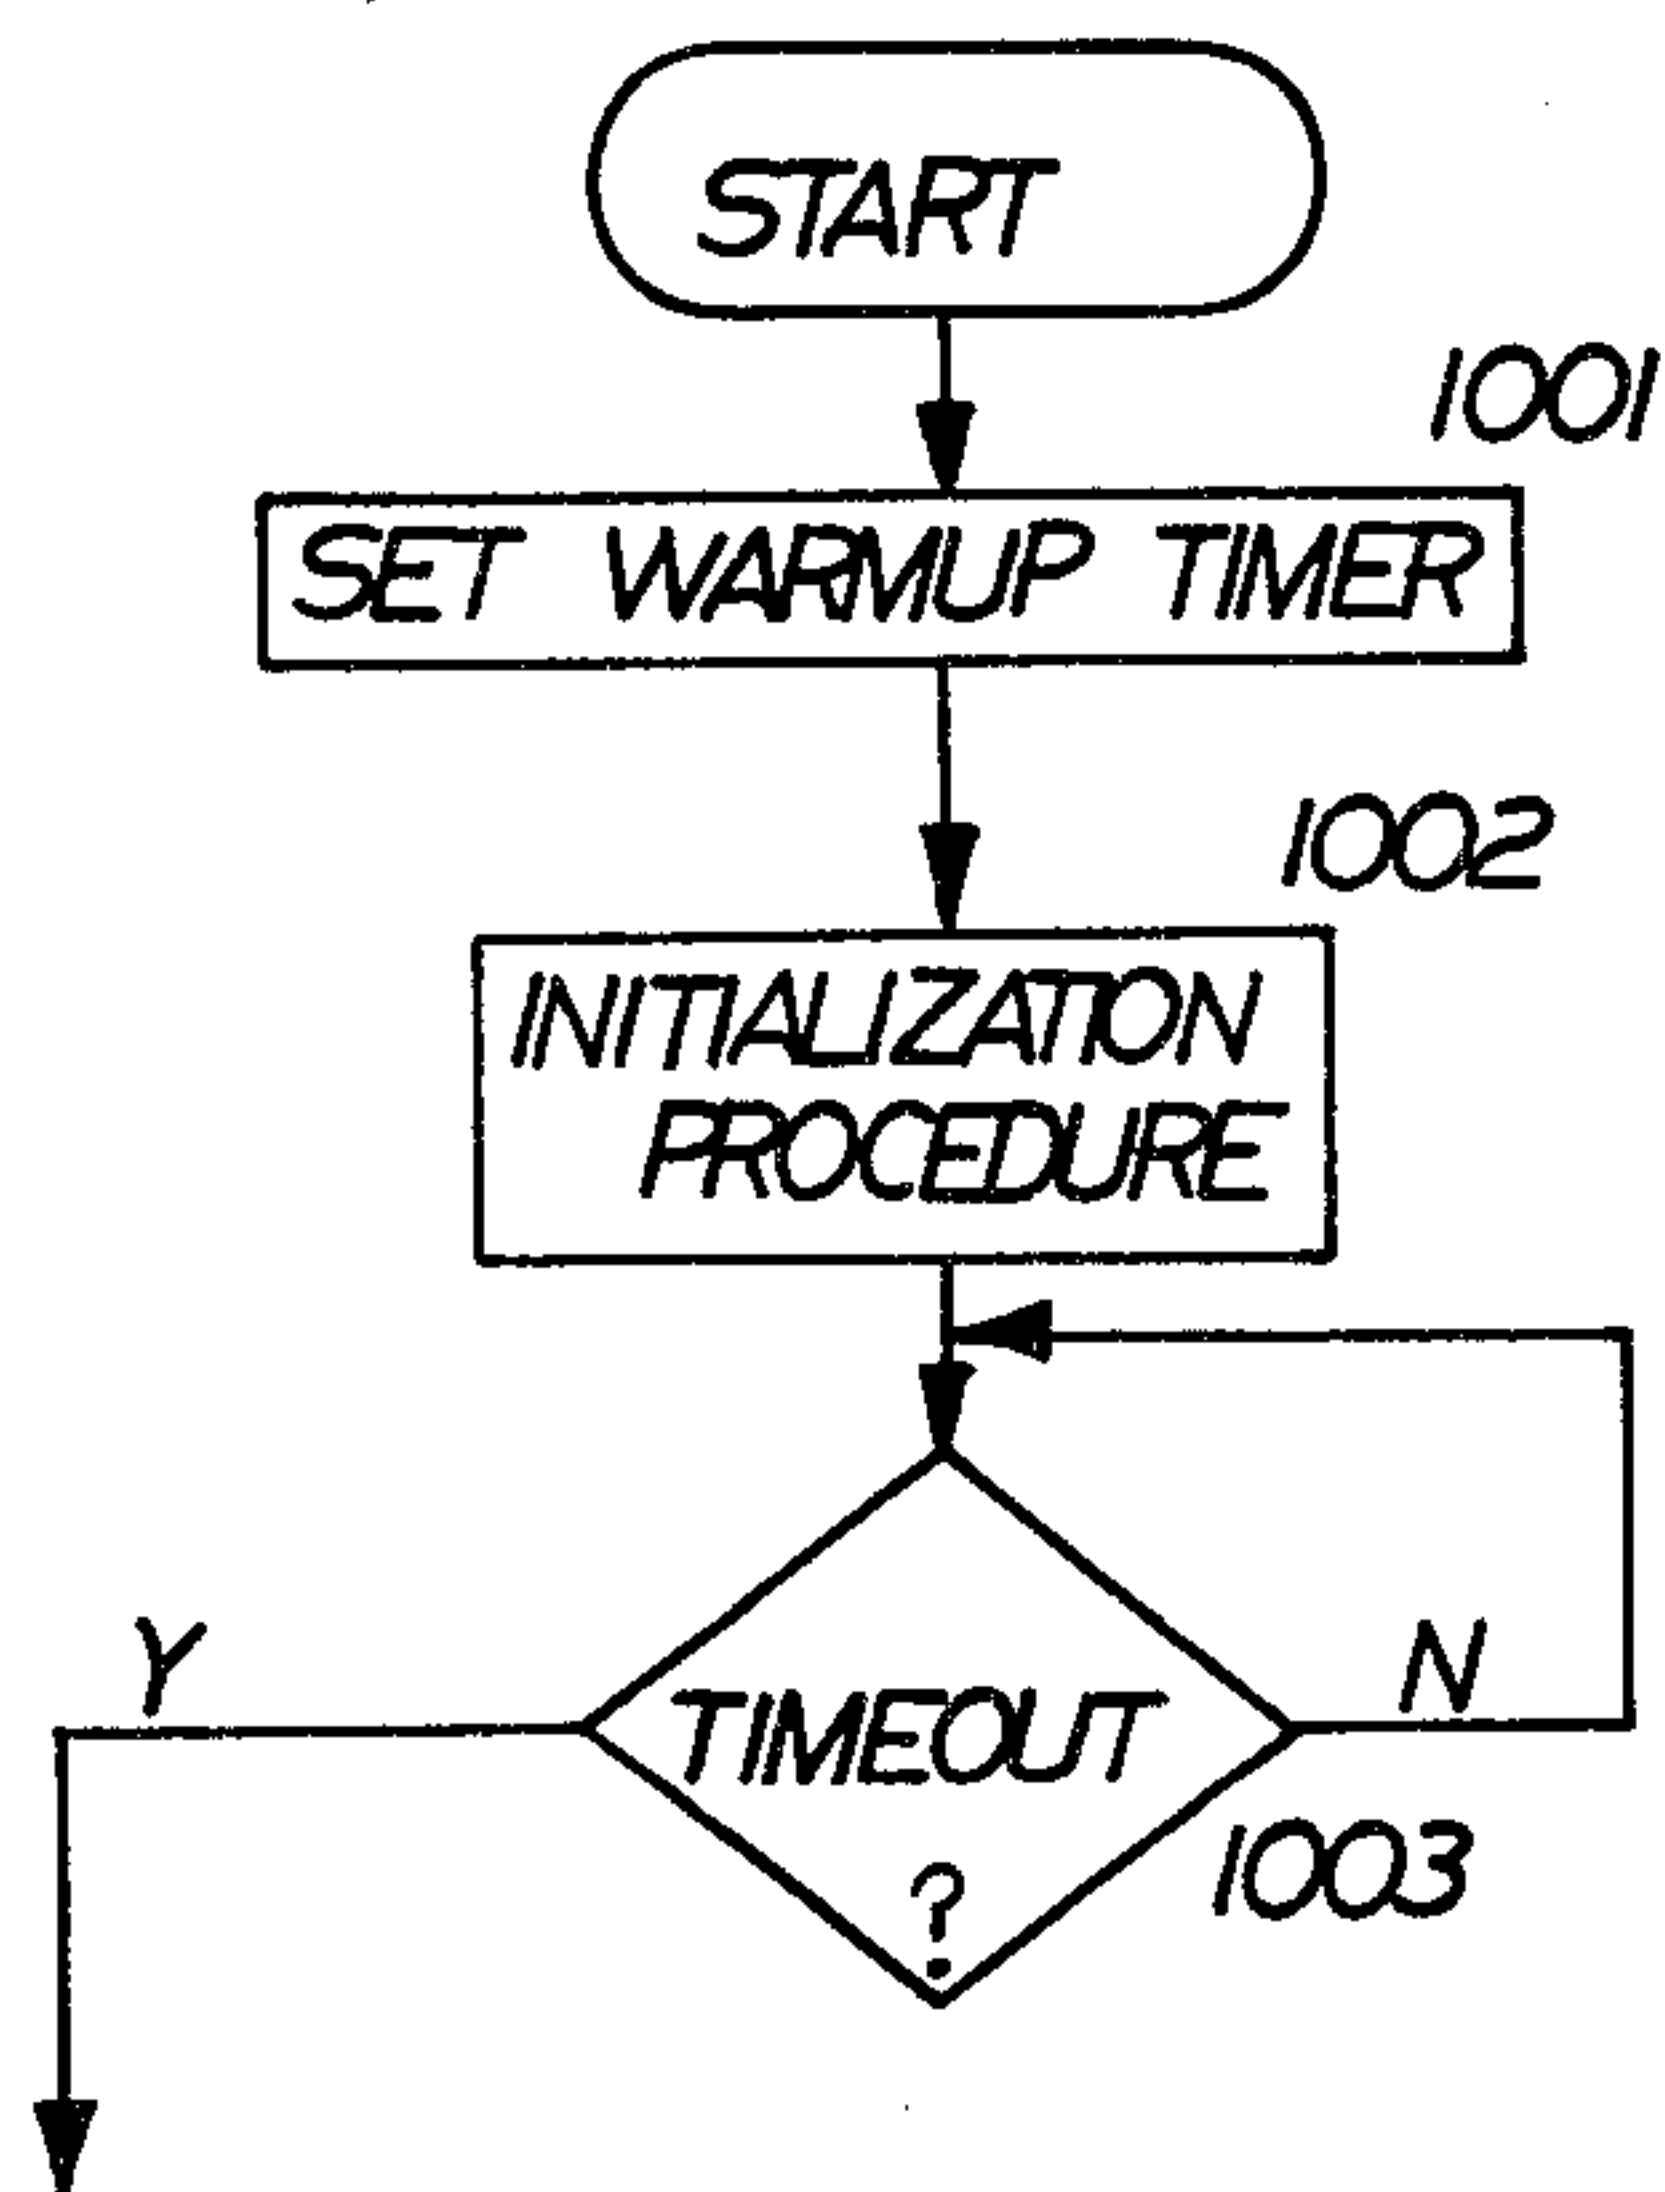 START
1001
SET WARMUP TIMER
1002
INITIALIZATION
PROCEDURE
Y
N
TIMEOUT
?
1003